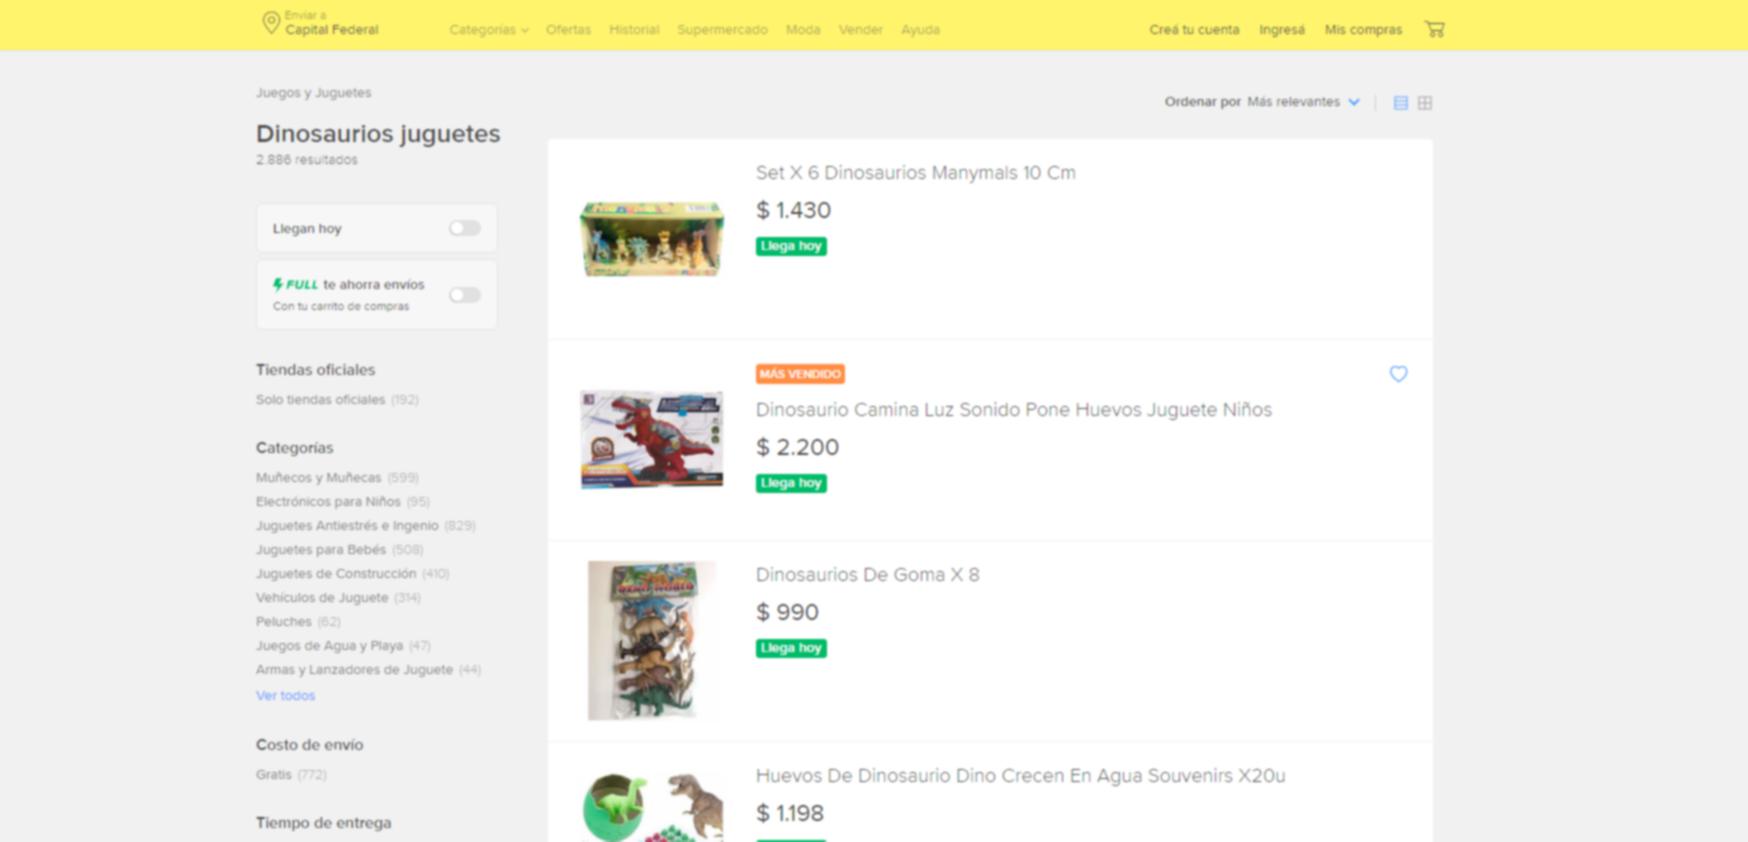 Enviar a
Capital Federal
Categorías Ofertas Historial Supermercado Moda Vender Ayuda
Creá tu cuenta Ingresá Mis compras
Juegos y Juguetes
Dinosaurios juguetes
2.886 resultados
Ordenar por Más relevantes
Llegan hoy
FULL te ahorra envíos
Con tu carrito de compras
Tiendas oficiales
Solo tiendas oficiales (192)
Categorías
Muñecos y Muñecas (599)
Electrónicos para Niños (95)
Juguetes Antiestrés e Ingenio (829)
Juguetes para Bebés (508)
Juguetes de Construcción (410)
Vehículos de Juguete (314)
Peluches (62)
Juegos de Agua y Playa (47)
Armas y Lanzadores de Juguete (44)
Ver todos
Costo de envío
Gratis (772)
Tiempo de entrega
Set X 6 Dinosaurios Manymals 10 Cm
$ 1.430
Llega hoy
MÁS VENDIDO
Dinosaurio Camina Luz Sonido Pone Huevos Juguete Niños
$ 2.200
Llega hoy
Dinosaurios De Goma X 8
$ 990
Llega hoy
Huevos De Dinosaurio Dino Crecen En Agua Souvenirs X20u
$ 1.198